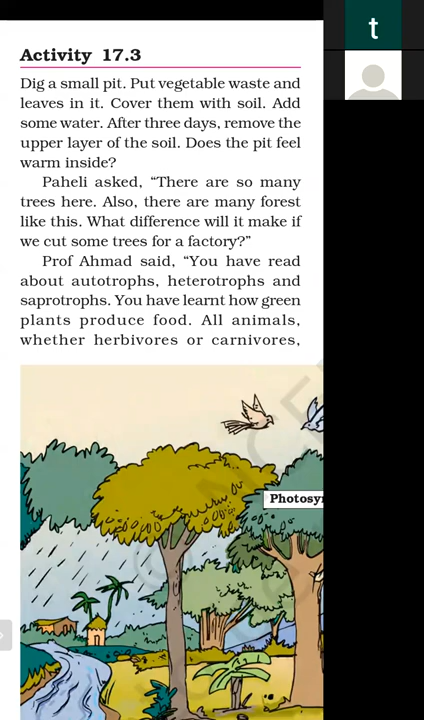 t
Activity 17.3
Dig a small pit. Put vegetable waste and
leaves in it. Cover them with soil. Add
some water. After three days, remove the
upper layer of the soil. Does the pit feel
warm inside?
Paheli asked, “There are so many
trees here. Also, there are many forest
like this. What difference will it make if
we cut some trees for a factory?”
Prof Ahmad said, “You have read
about autotrophs, heterotrophs and
saprotrophs. You have learnt how green
plants produce food. All animals,
whether herbivores or carnivores,